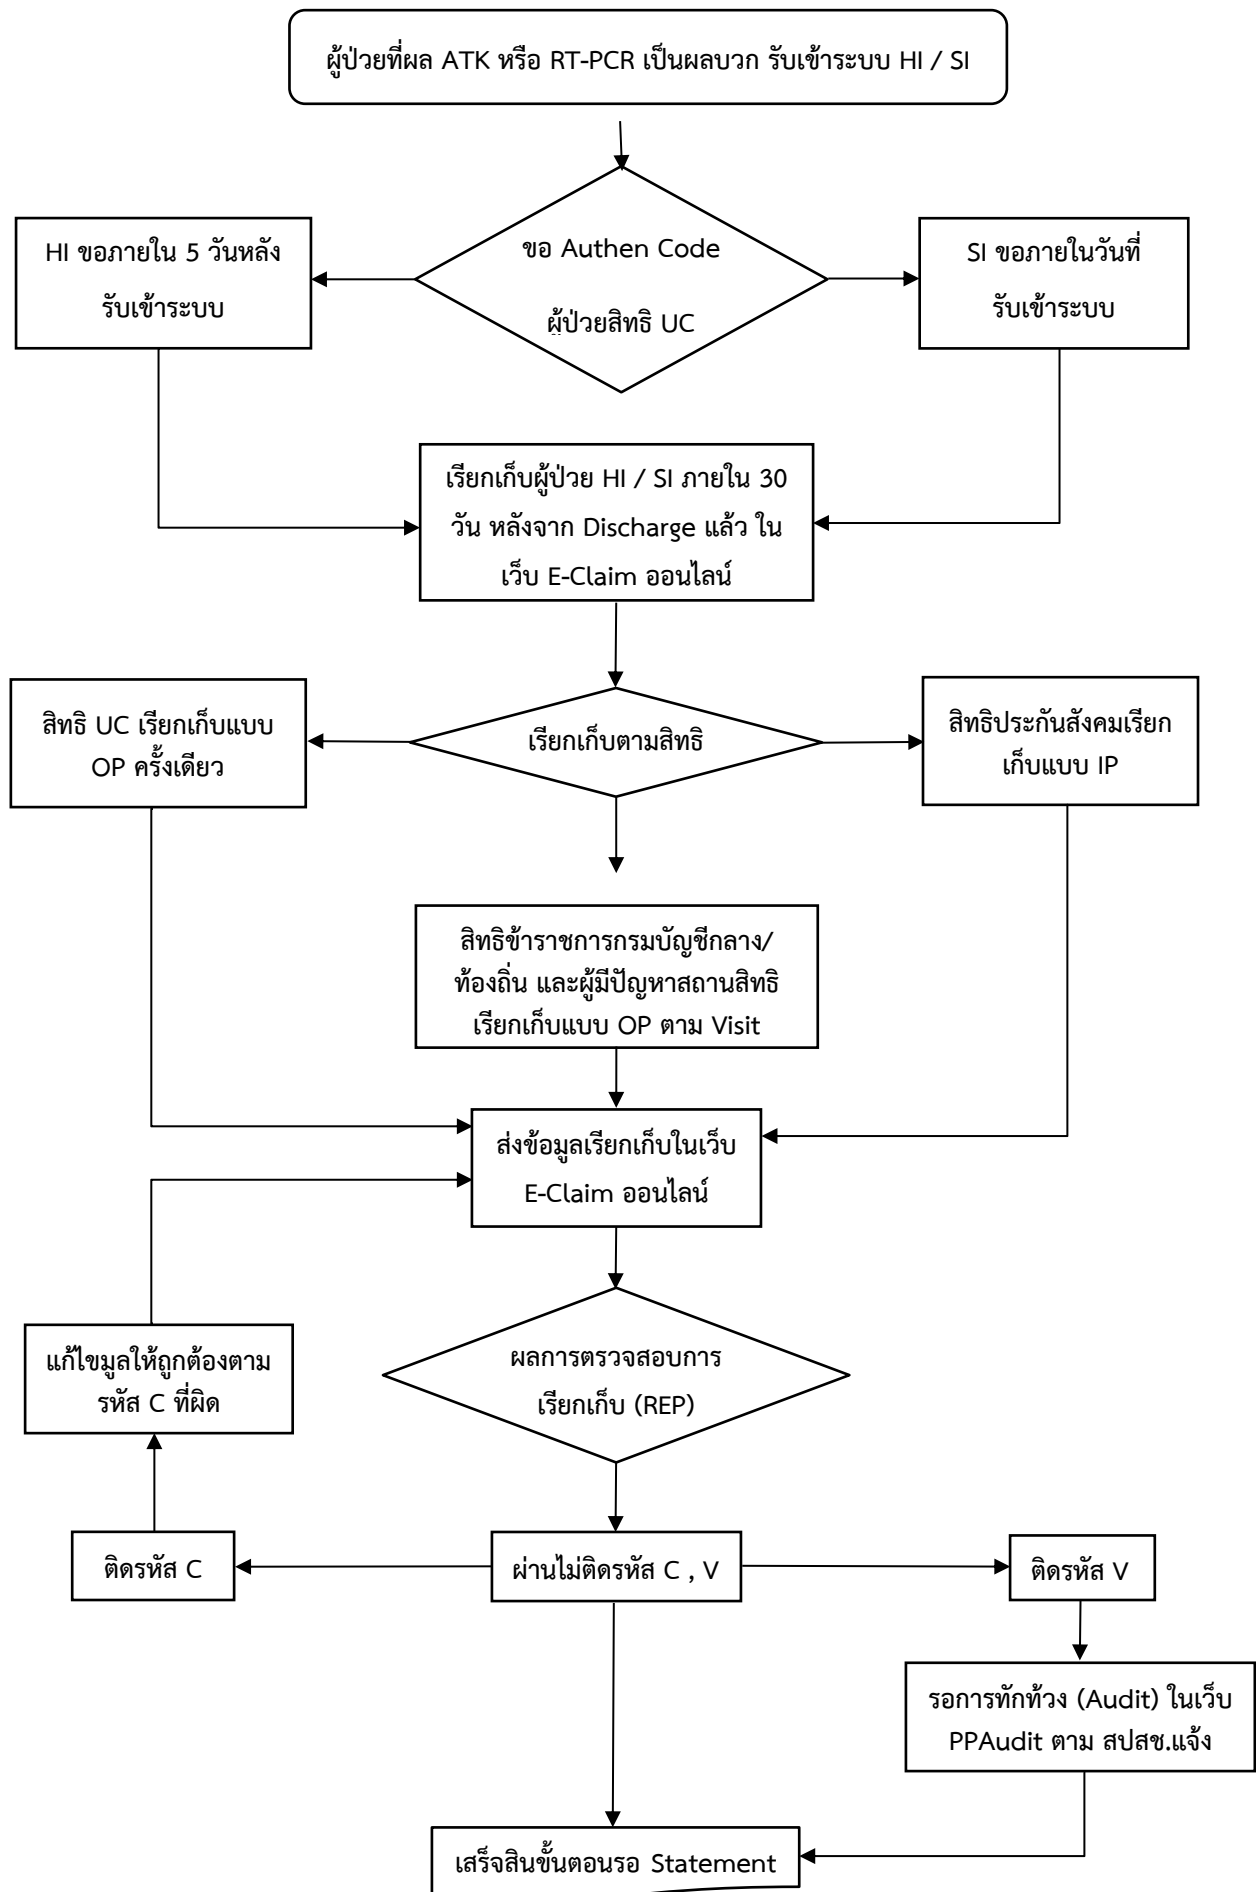 ผู้ป่วยที่ผล ATK หรือ RT-PCR เป็นผลบวก รับเข้าระบบ HI / SI
HI ขอภายใน 5 วันหลัง
รับเข้าระบบ
ขอ Authen Code
ผู้ป่วยสิทธิ UC
SI ขอภายในวันที่
รับเข้าระบบ
เรียกเก็บผู้ป่วย HI / SI ภายใน 30
วัน หลังจาก Discharge แล้ว ใน
เว็บ E-Claim ออนไลน์
สิทธิ UC เรียกเก็บแบบ
OP ครั้งเดียว
เรียกเก็บตามสิทธิ
สิทธิประกันสังคมเรียก
เก็บแบบ IP
สิทธิข้าราชการกรมบัญชีกลาง/
ท้องถิ่น และผู้มีปัญหาสถานสิทธิ
เรียกเก็บแบบ OP ตาม Visit
ส่งข้อมูลเรียกเก็บในเว็บ
E-Claim ออนไลน์
แก้ไขมูลให้ถูกต้องตาม
รหัส C ที่ผิด
ผลการตรวจสอบการ
เรียกเก็บ (REP)
ติดรหัส C
ผ่านไม่ติดรหัส C , V
ติดรหัส V
รอการทักท้วง (Audit) ในเว็บ
PPAudit ตาม สปสช.แจ้ง
เสร็จสินขั้นตอนรอ Statement